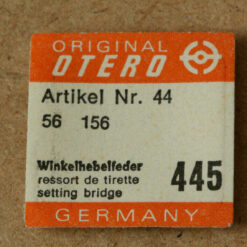 ORIGINAL
OTERO
Artikel Nr. 44
56 156
Winkelhebelfeder
ressort de tirette
setting bridge
445
GERMANY